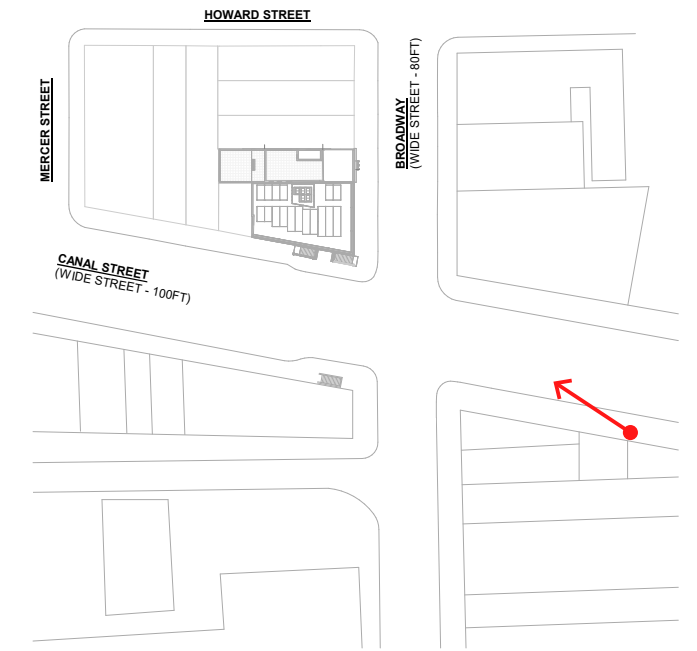 HOWARD STREET
MERCER STREET
BROADWAY
(WIDE STREET - 80FT)
CANAL STREET
(WIDE STREET - 100FT)